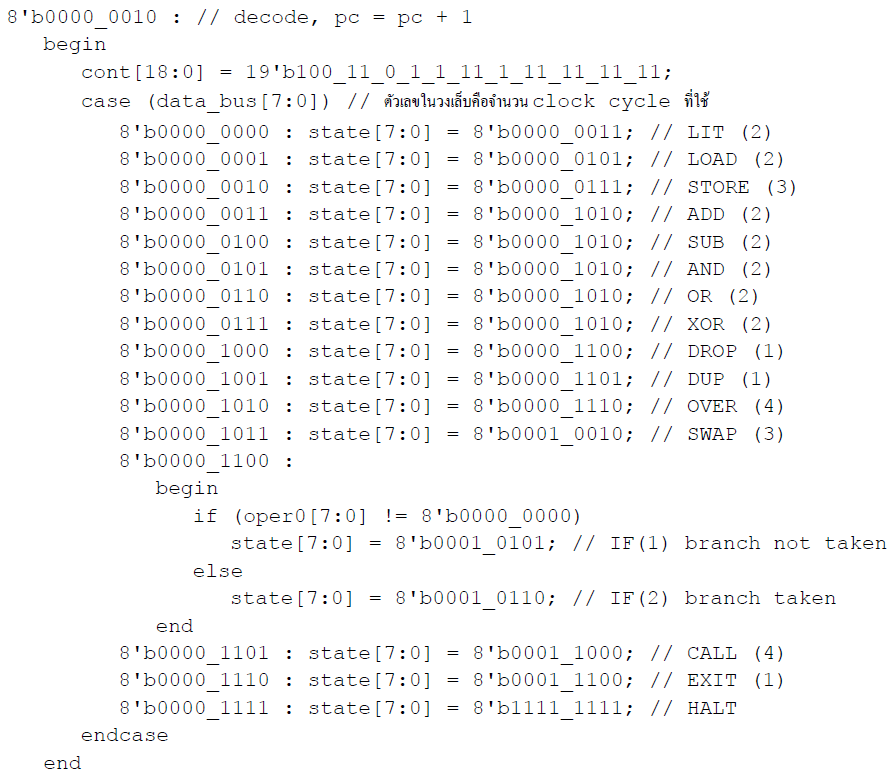 8'b0000_0010 : // decode, pc = pc + 1
begin
cont[18:0] = 19'b100_11_0_1_1_11_1_11_11_11_11;
case (data_bus[7:0]) // ตัวเลขในวงเล็บคือจำนวน clock cycle ที่ใช้
8'b0000_0000 : state[7:0] = 8'b0000_0011; // LIT (2)
8'b0000_0001 : state[7:0] = 8'b0000_0101; // LOAD (2)
8'b0000_0010 : state[7:0] = 8'b0000_0111; // STORE (3)
8'b0000_0011 : state[7:0] = 8'b0000_1010; // ADD (2)
8'b0000_0100 : state[7:0] = 8'b0000_1010; // SUB (2)
8'b0000_0101 : state[7:0] = 8'b0000_1010; // AND (2)
8'b0000_0110 : state[7:0] = 8'b0000_1010; // OR (2)
8'b0000_0111 : state[7:0] = 8'b0000_1010; // XOR (2)
8'b0000_1000 : state[7:0] = 8'b0000_1100; // DROP (1)
8'b0000_1001 : state[7:0] = 8'b0000_1101; // DUP (1)
8'b0000_1010 : state[7:0] = 8'b0000_1110; // OVER (4)
8'b0000_1011 : state[7:0] = 8'b0001_0010; // SWAP (3)
8'b0000_1100 :
begin
if (oper0[7:0] != 8'b0000_0000)
state[7:0] = 8'b0001_0101; // IF(1) branch not taken
else
state[7:0] = 8'b0001_0110; // IF(2) branch taken
end
8'b0000_1101 : state[7:0] = 8'b0001_1000; // CALL (4)
8'b0000_1110 : state[7:0] = 8'b0001_1100; // EXIT (1)
8'b0000_1111 : state[7:0] = 8'b1111_1111; // HALT
endcase
end